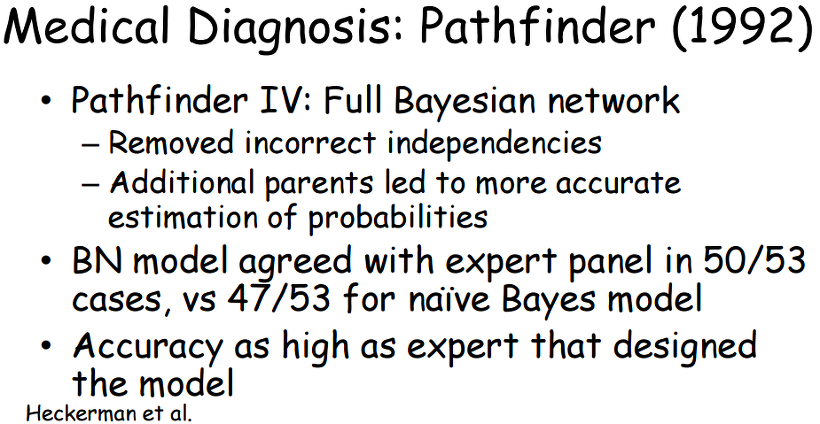 Medical Diagnosis: Pathfinder (1992)
• Pathfinder IV: Full Bayesian network
– Removed incorrect independencies
– Additional parents led to more accurate
estimation of probabilities
• BN model agreed with expert panel in 50/53
cases, vs 47/53 for naïve Bayes model
• Accuracy as high as expert that designed
the model
Heckerman et al.